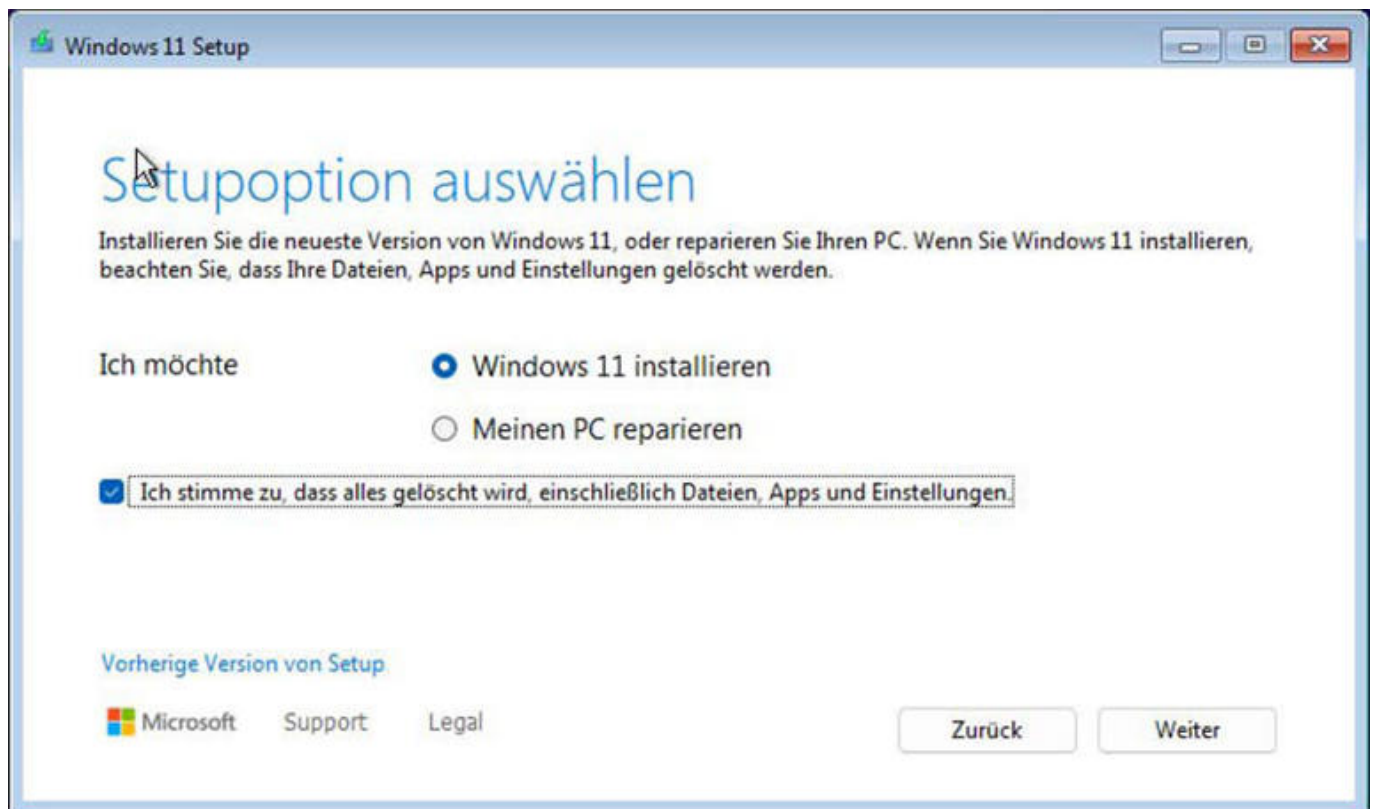 Windows 11 Setup
Setupoption auswählen
Installieren Sie die neueste Version von Windows 11, oder reparieren Sie Ihren PC. Wenn Sie Windows 11 installieren,
beachten Sie, dass Ihre Dateien, Apps und Einstellungen gelöscht werden.
Ich möchte
Windows 11 installieren
Meinen PC reparieren
Ich stimme zu, dass alles gelöscht wird, einschließlich Dateien, Apps und Einstellungen.
Vorherige Version von Setup
Microsoft Support Legal
Zurück Weiter